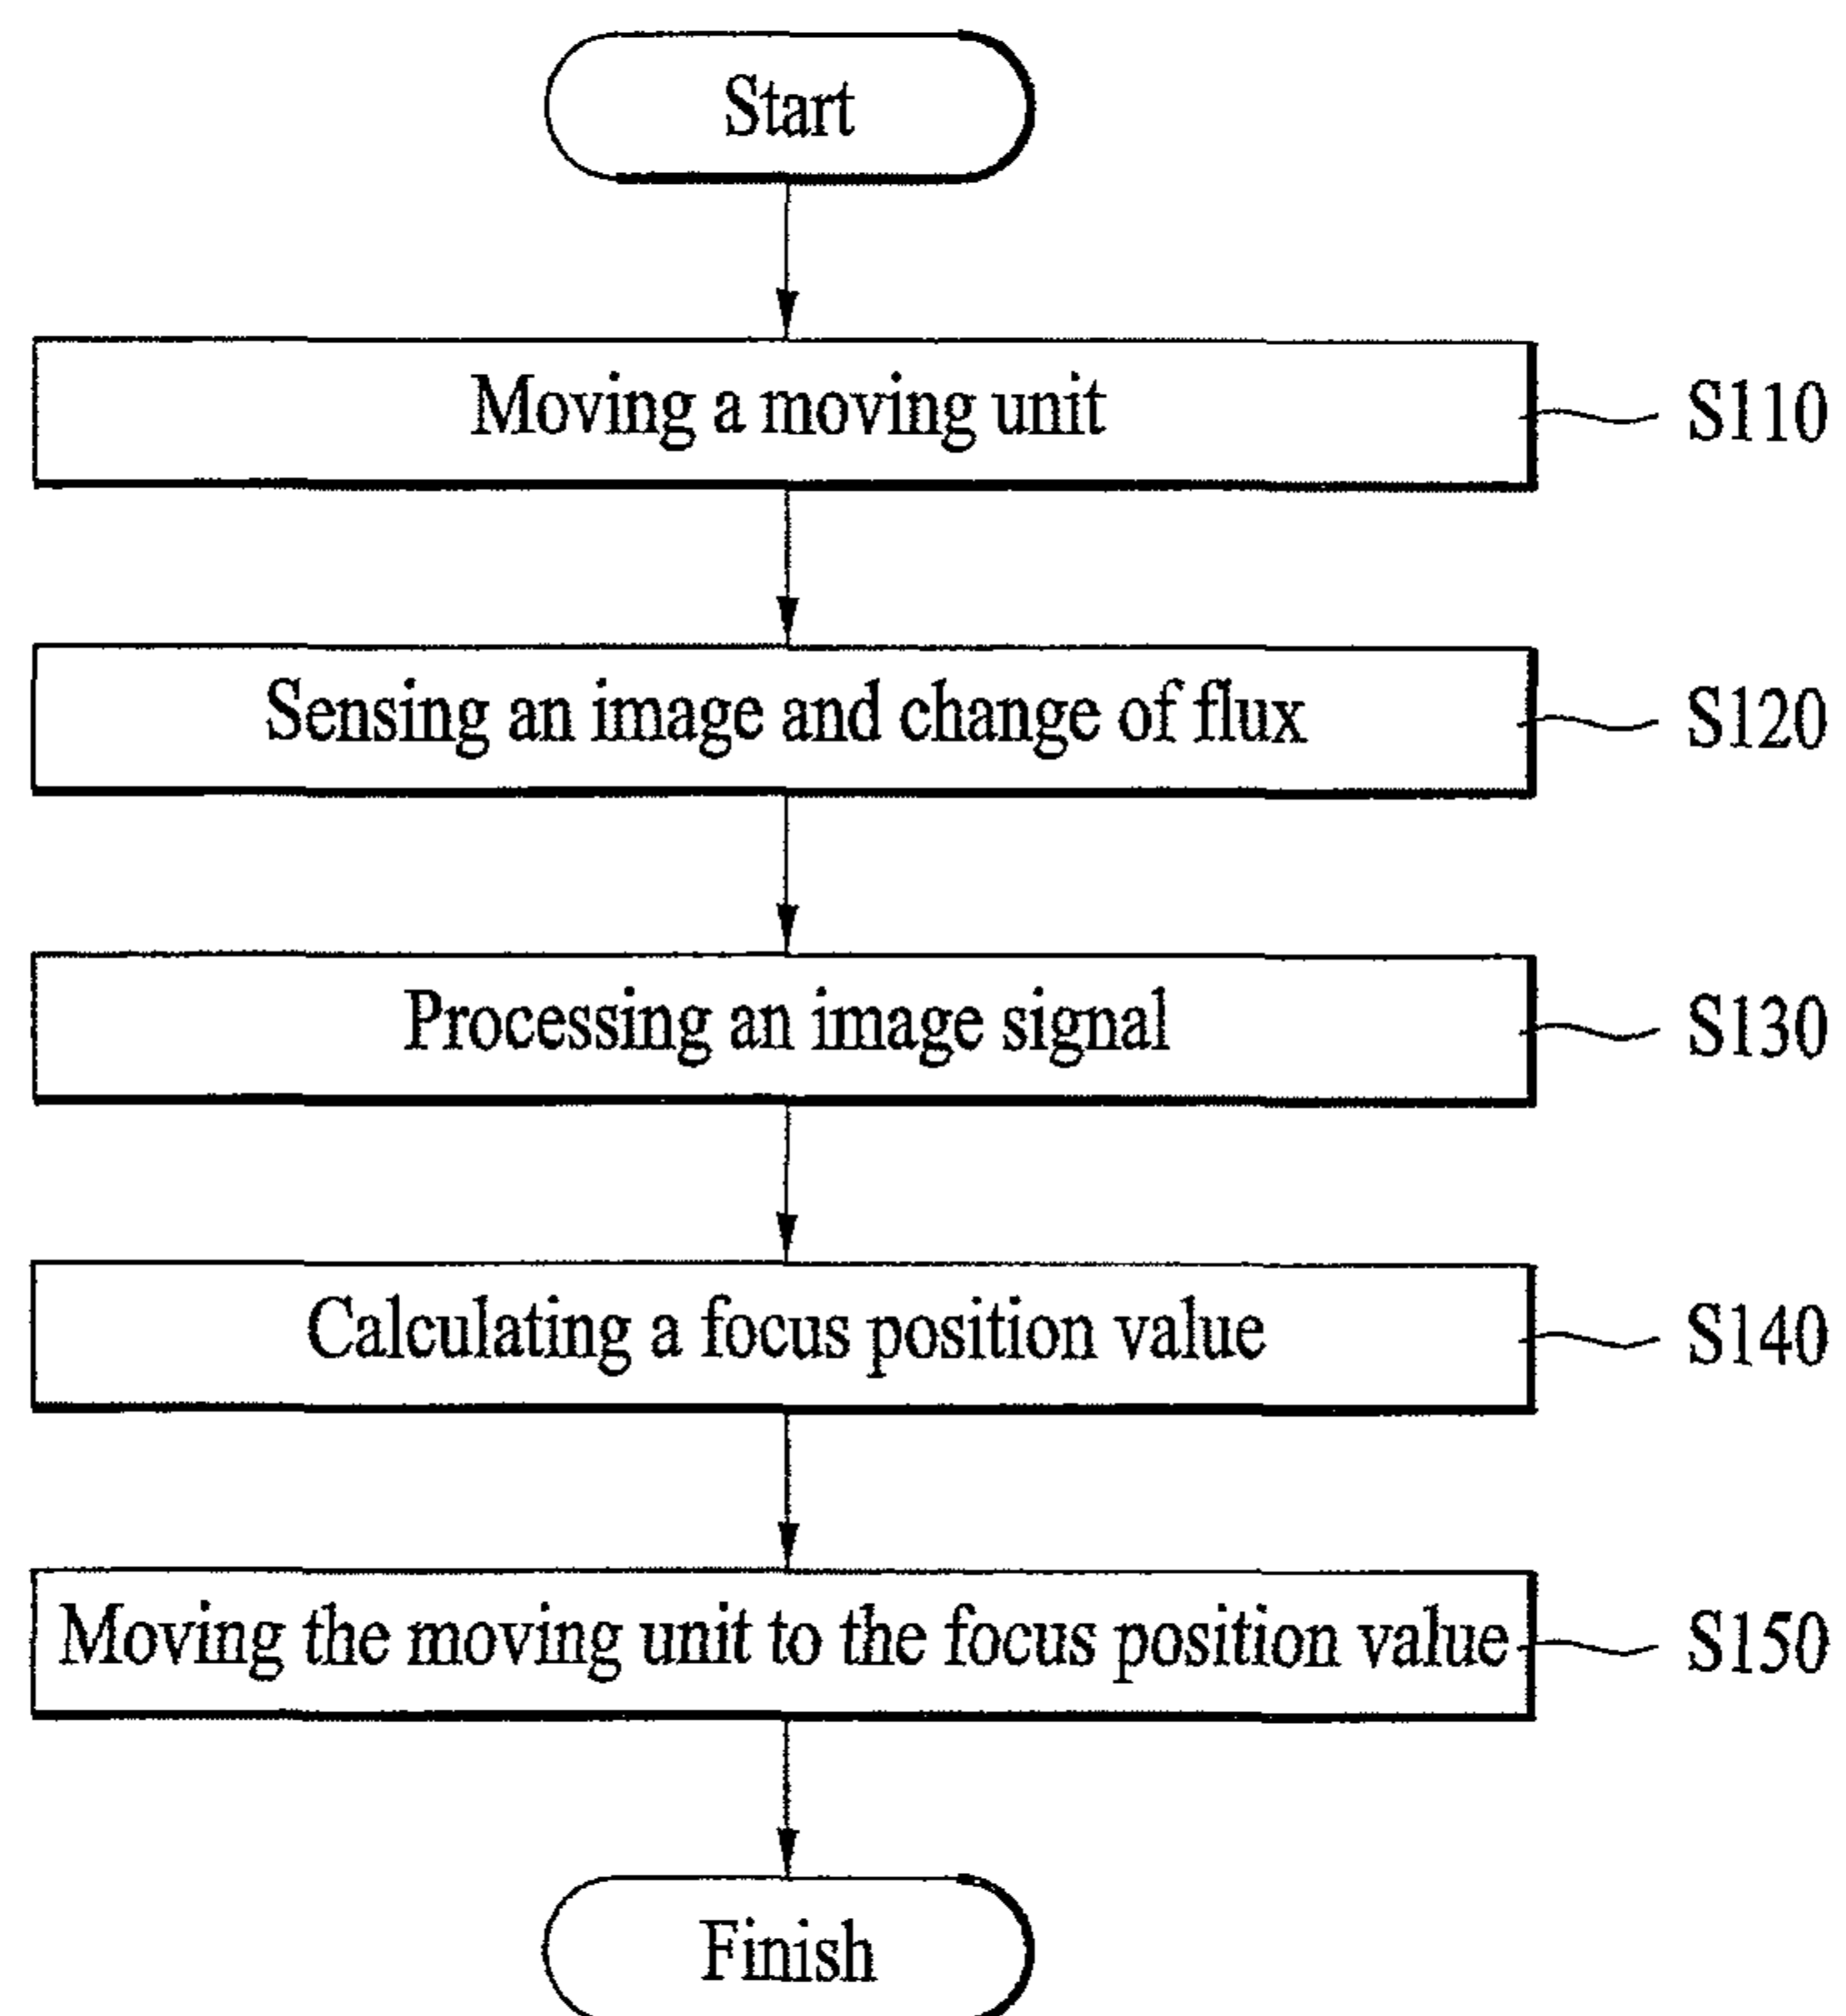 Start
Moving a moving unit S110
Sensing an image and change of flux S120
Processing an image signal S130
Calculating a focus position value S140
Moving the moving unit to the focus position value S150
Finish